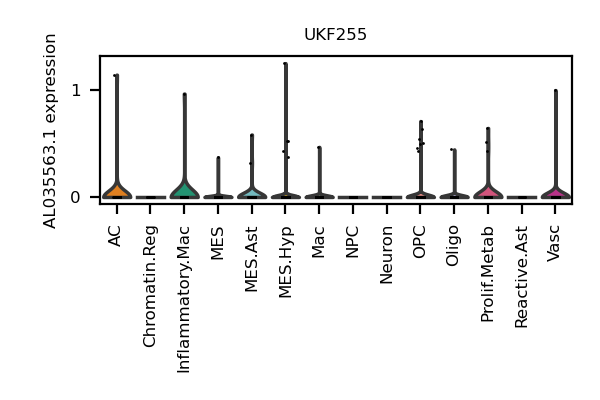 UKF255
AL035563.1 expression
1
0
AC
Chromatin.Reg
Inflammatory.Mac
MES
MES.Ast
MES.Hyp
Mac
NPC
Neuron
OPC
Oligo
Prolif.Metab
Reactive.Ast
Vasc